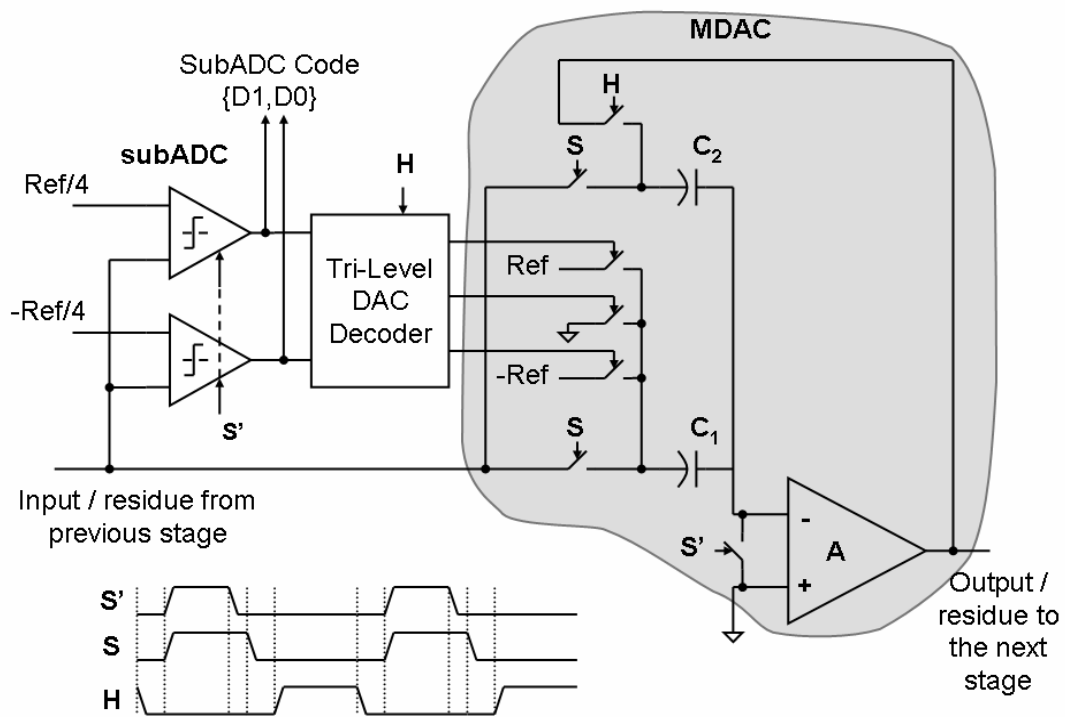 MDAC
SubADC Code
{D1,D0}
H
subADC
H
S
C2
Ref/4
Tri-Level
DAC
Decoder
Ref
-Ref/4
-Ref
S'
S
C1
Input / residue from
previous stage
S'
-
A
+
Output /
residue to
the next
stage
S'
S
H